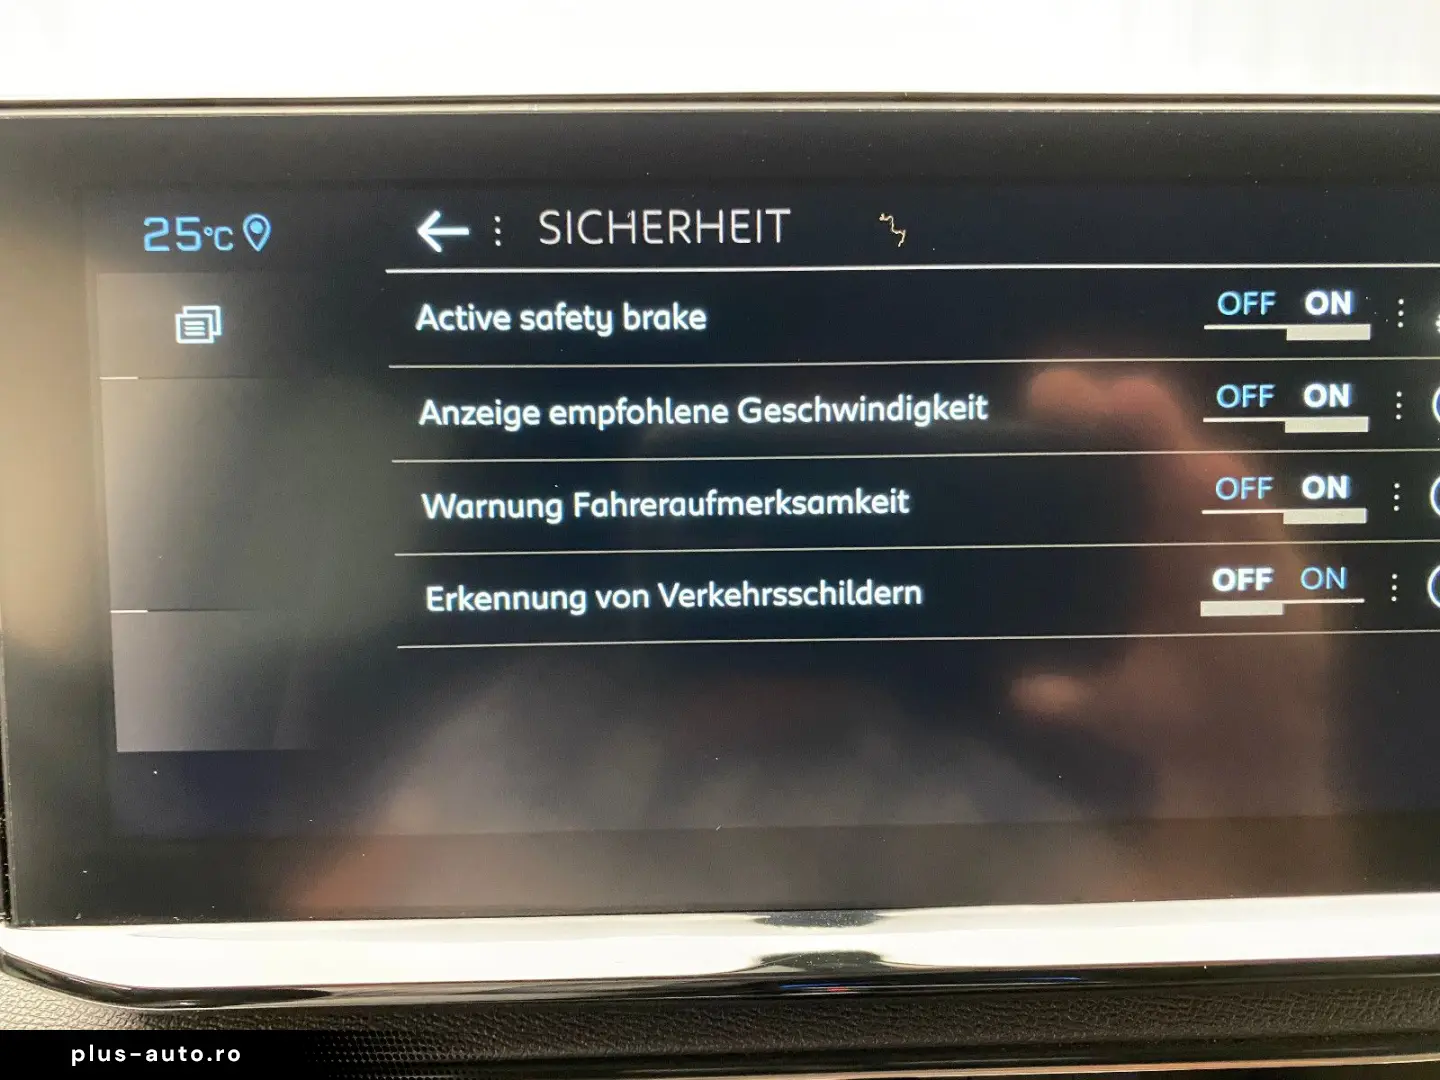 25°C
SICHERHEIT
Active safety brake OFF ON
Anzeige empfohlene Geschwindigkeit OFF ON
Warnung Fahreraufmerksamkeit OFF ON
Erkennung von Verkehrsschildern OFF ON
plus-auto.ro